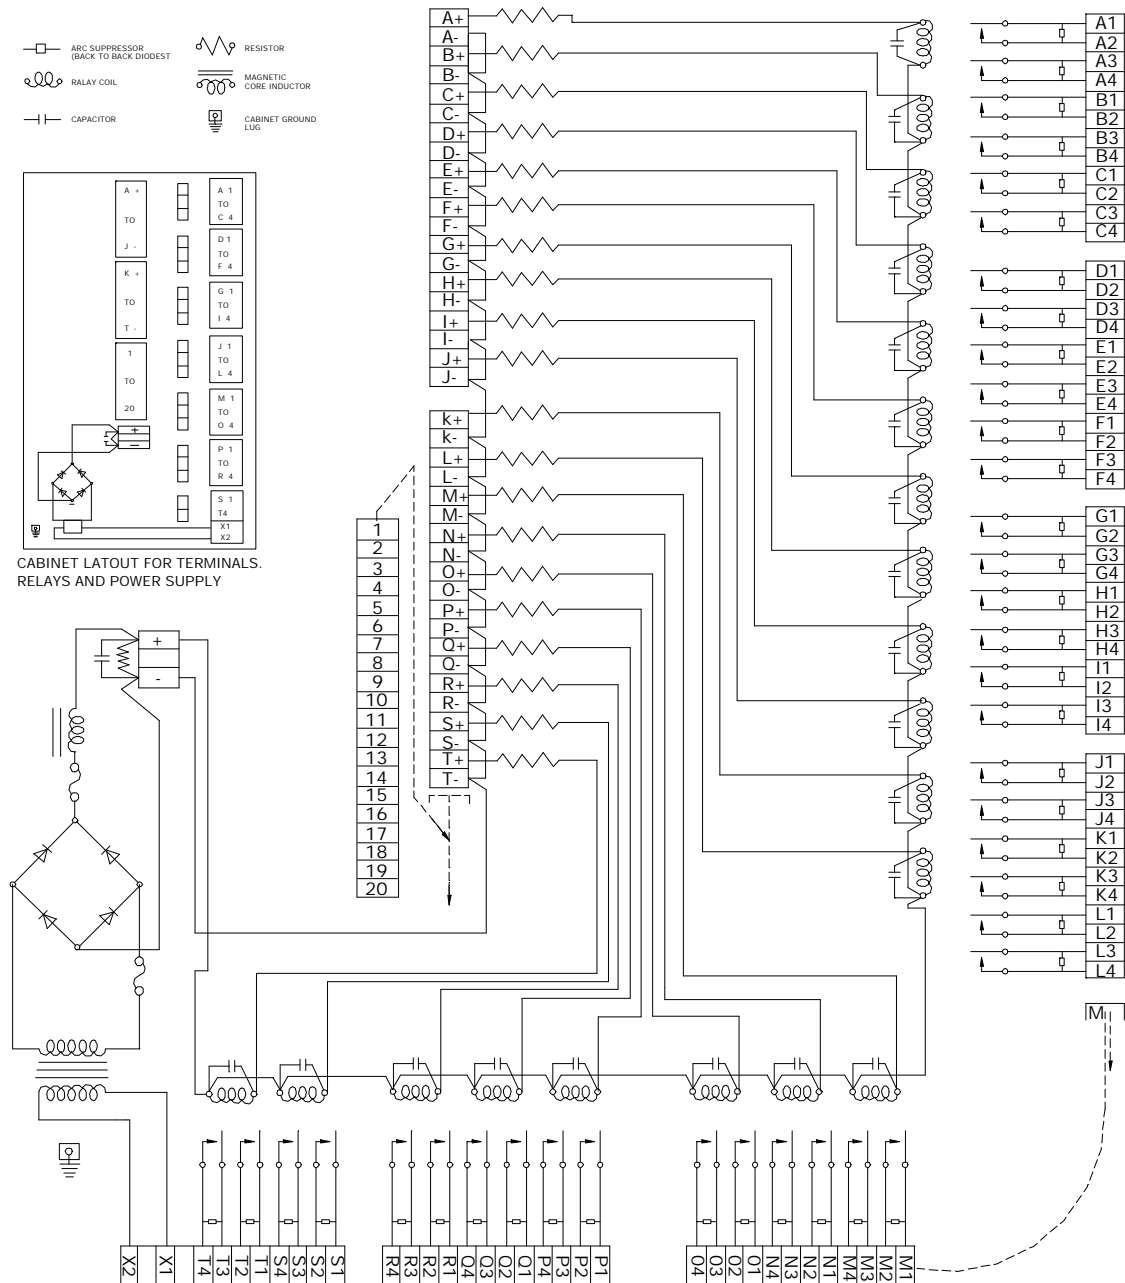 ARC SUPPRESSOR
(BACK TO BACK DIODEST
RESISTOR
RALAY COIL
MAGNETIC
CORE INDUCTOR
CAPACITOR
CABINET GROUND
LUG
A +
TO
J -
K +
TO
T -
1
TO
20
+
—
A 1
TO
C 4
D 1
TO
F 4
G 1
TO
I 4
J 1
TO
L 4
M 1
TO
O 4
P 1
TO
R 4
S 1
T4
X1
X2
CABINET LATOUT FOR TERMINALS.
RELAYS AND POWER SUPPLY
+
-
A+
A-
B+
B-
C+
C-
D+
D-
E+
E-
F+
F-
G+
G-
H+
H-
I+
I-
J+
J-
k+
k-
L+
L-
M+
M-
N+
N-
O+
O-
P+
P-
Q+
Q-
R+
R-
S+
S-
T+
T-
1
2
3
4
5
6
7
8
9
10
11
12
13
14
15
16
17
18
19
20
A1
A2
A3
A4
B1
B2
B3
B4
C1
C2
C3
C4
D1
D2
D3
D4
E1
E2
E3
E4
F1
F2
F3
F4
G1
G2
G3
G4
H1
H2
H3
H4
I1
I2
I3
I4
J1
J2
J3
J4
K1
K2
K3
K4
L1
L2
L3
L4
M
X2
X1
T4
T3
T2
T1
S4
S3
S2
S1
R4
R3
R2
R1
Q4
Q3
Q2
Q1
P4
P3
P2
P1
O4
O3
O2
O1
N4
N3
N2
N1
M4
M3
M2
M1